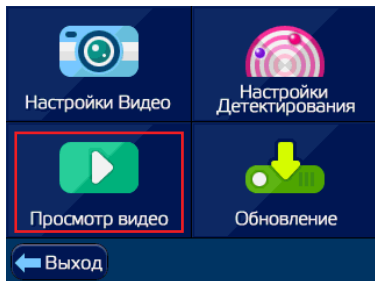 Настройки Видео
Настройки
Детектирования
Просмотр видео
Обновление
Выход